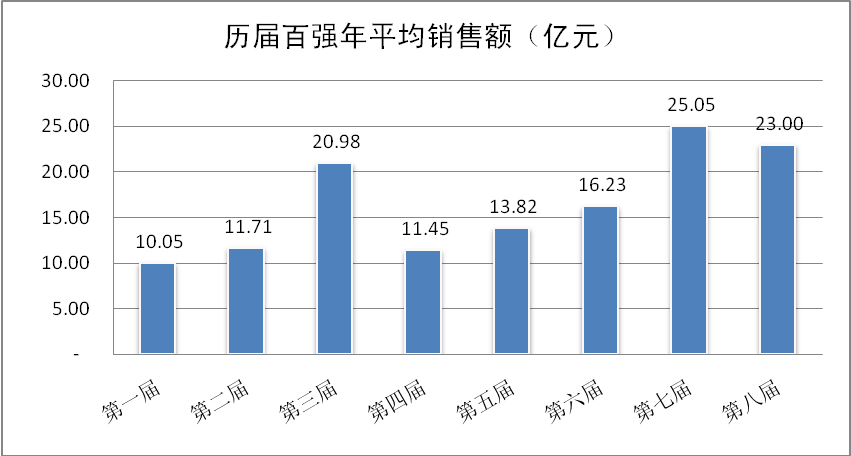 历届百强年平均销售额（亿元）
30.00
25.00
20.00
15.00
10.00
5.00
-
10.05
11.71
20.98
11.45
13.82
16.23
25.05
23.00
第一届
第二届
第三届
第四届
第五届
第六届
第七届
第八届